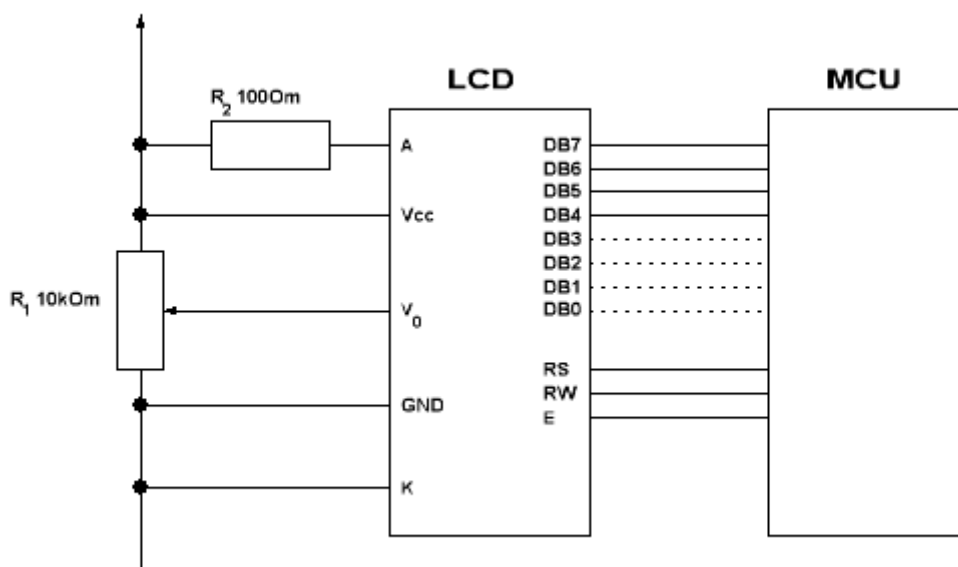 LCD
MCU
R2 100Om
A
Vcc
R1 10kOm
V0
GND
K
DB7
DB6
DB5
DB4
DB3
DB2
DB1
DB0
RS
RW
E